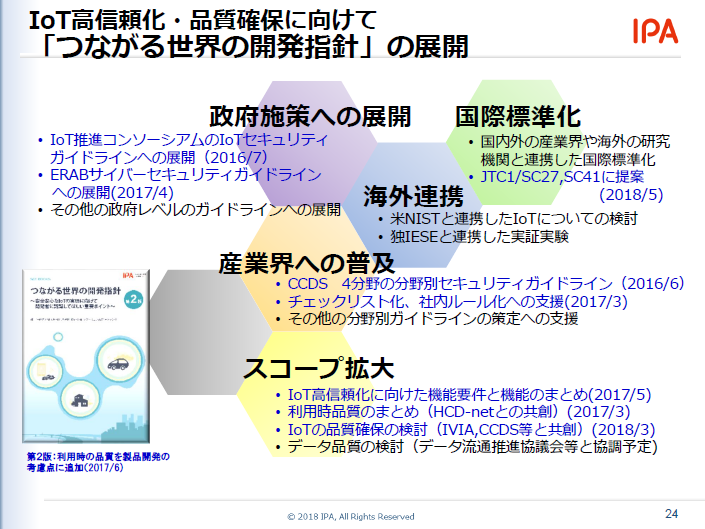 IoT高信頼化・品質確保に向けて
「つながる世界の開発指針」の展開
IPA
政府施策への展開
• IoT推進コンソーシアムのIoTセキュリティ
ガイドラインへの展開（2016/7）
• ERABサイバーセキュリティガイドライン
への展開(2017/4)
• その他の政府レベルのガイドラインへの展開
国際標準化
• 国内外の産業界や海外の研究
機関と連携した国際標準化
• JTC1/SC27,SC41に提案
(2018/5)
海外連携
• 米NISTと連携したIoTについての検討
• 独IESEと連携した実証実験
産業界への普及
• CCDS　4分野の分野別セキュリティガイドライン（2016/6）
• チェックリスト化、社内ルール化への支援(2017/3)
• その他の分野別ガイドラインの策定への支援
IPA
つながる世界の開発指針
第2版
スコープ拡大
• IoT高信頼化に向けた機能要件と機能のまとめ(2017/5)
• 利用時品質のまとめ（HCD-netとの共創）(2017/3)
• IoTの品質確保の検討（IVIA,CCDS等と共創）(2018/3)
• データ品質の検討（データ流通推進協議会等と協調予定)
第2版：利用時の品質を製品開発の
考慮点に追加(2017/6)
© 2018 IPA, All Rights Reserved
24